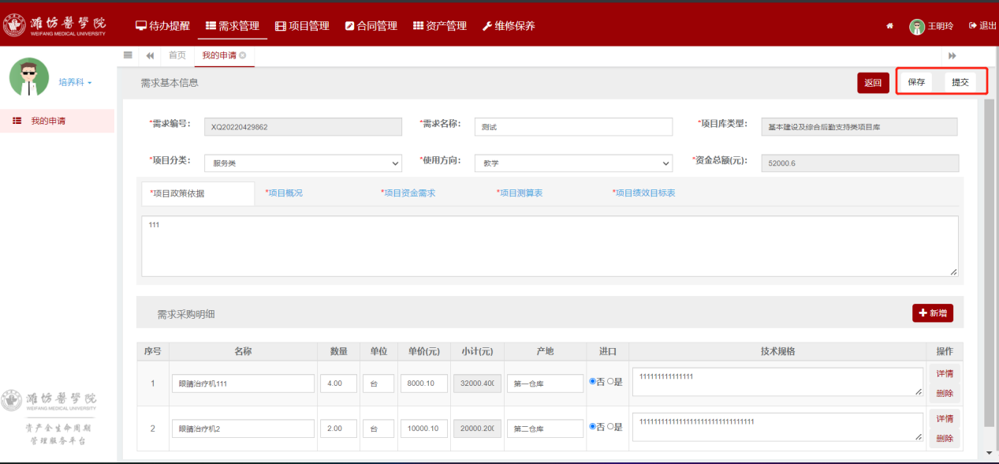 濰坊醫學院
WEIFANG MEDICAL UNIVERSITY
待办提醒 需求管理 项目管理 合同管理 资产管理 维修保养
王明玲 退出
首页 我的申请
培养科
我的申请
需求基本信息 返回 保存 提交
*需求编号： XQ20220429862 *需求名称： 测试 *项目库类型： 基本建设及综合后勤支持类项目库
*项目分类： 服务类 *使用方向： 教学 *资金总额(元)： 52000.6
*项目政策依据 *项目概况 *项目资金需求 *项目测算表 *项目绩效目标表
111
需求采购明细 新增
序号 名称 数量 单位 单价(元) 小计(元) 产地 进口 技术规格 操作
1 眼睛治疗机111 4.00 台 8000.10 32000.40 第一仓库 否 是 111111111111111 详情 删除
2 眼睛治疗机2 2.00 台 10000.10 20000.20 第二仓库 否 是 详情 删除
濰坊醫學院
WEIFANG MEDICAL UNIVERSITY
资产全生命周期
管理服务平台